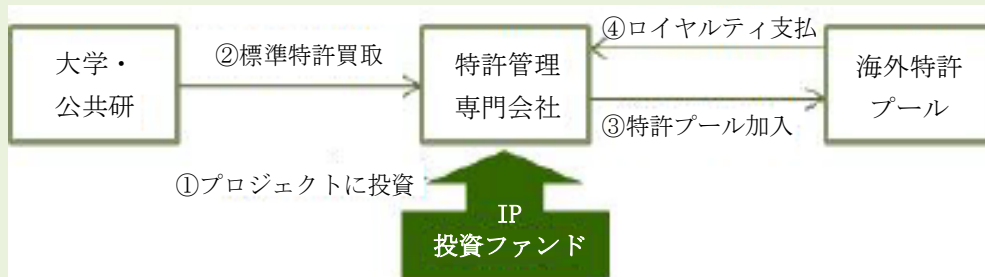 大学・
公共研
②標準特許買取
特許管理
専門会社
④ロイヤルティ支払
③特許プール加入
海外特許
プール
①プロジェクトに投資
IP
投資ファンド